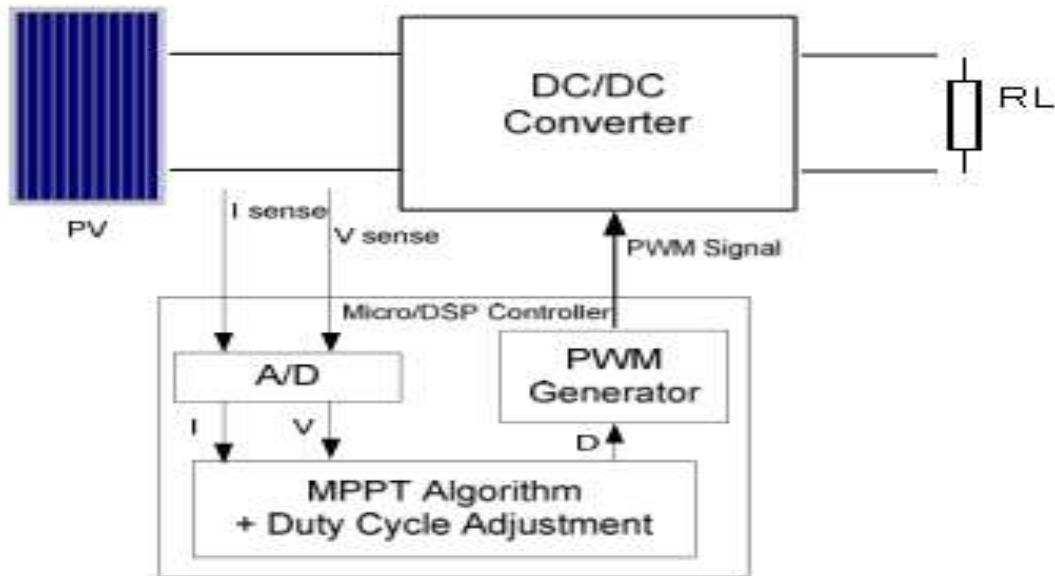 DC/DC
Converter
RL
PV
I sense
V sense
PWM Signal
Micro/DSP Controller
A/D
PWM
Generator
I
V
D
MPPT Algorithm
+ Duty Cycle Adjustment